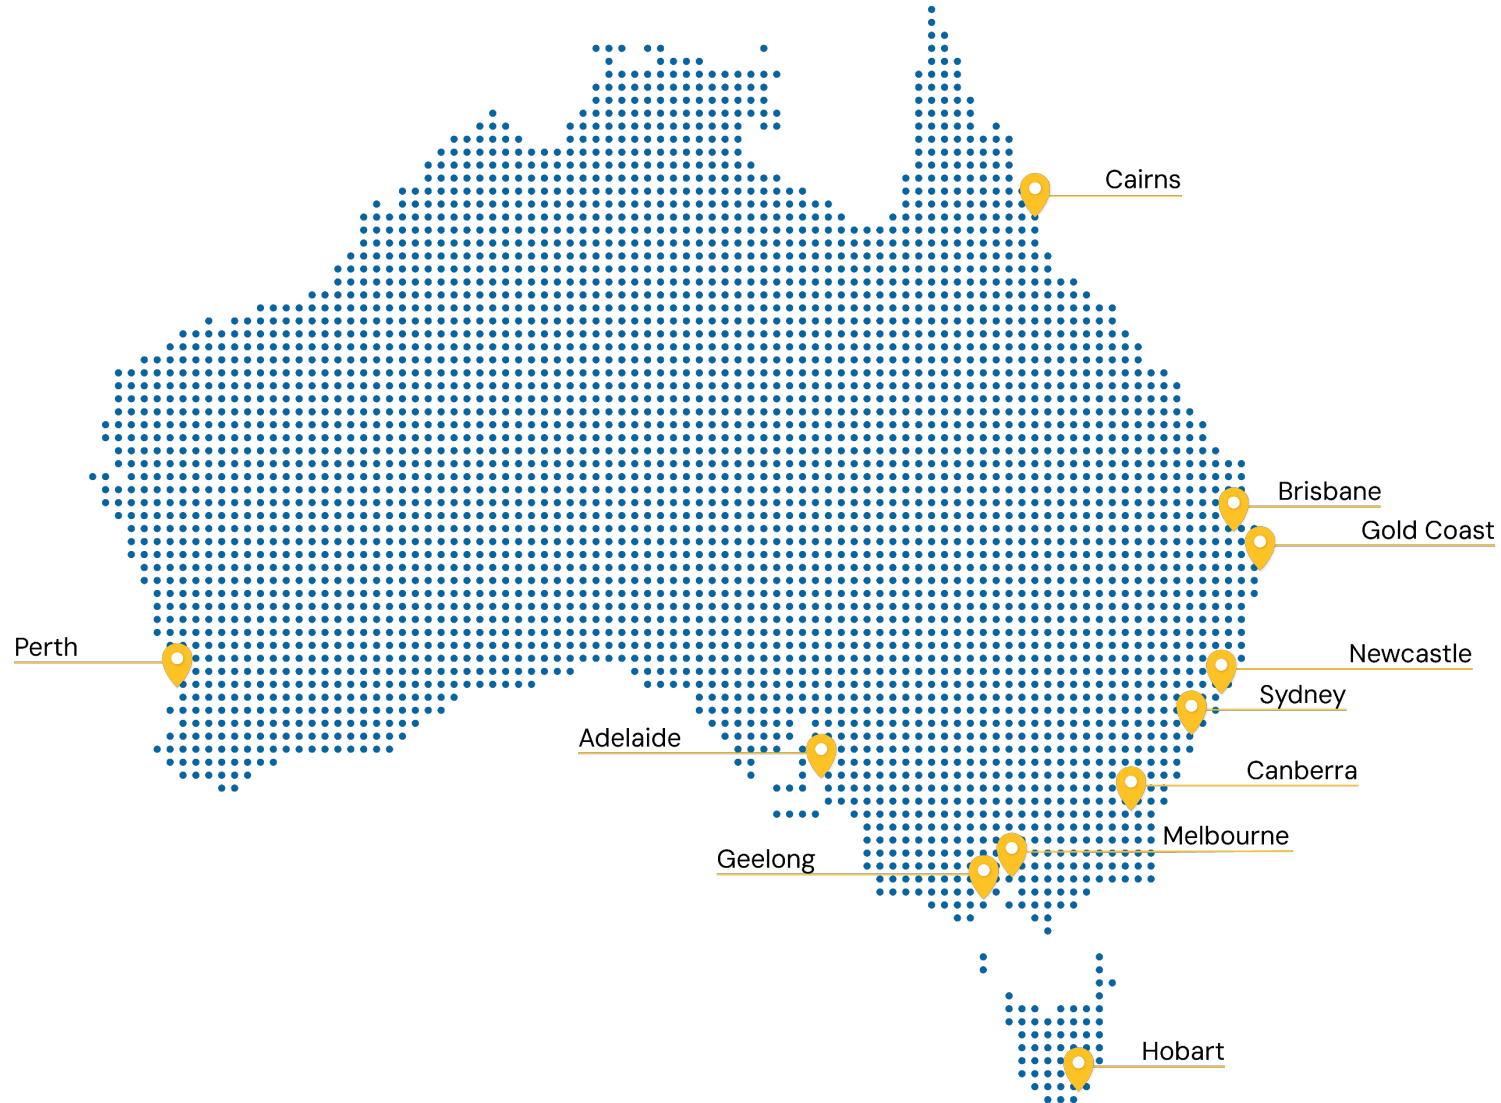 Cairns
Brisbane
Gold Coast
Perth
Newcastle
Sydney
Adelaide
Canberra
Melbourne
Geelong
Hobart